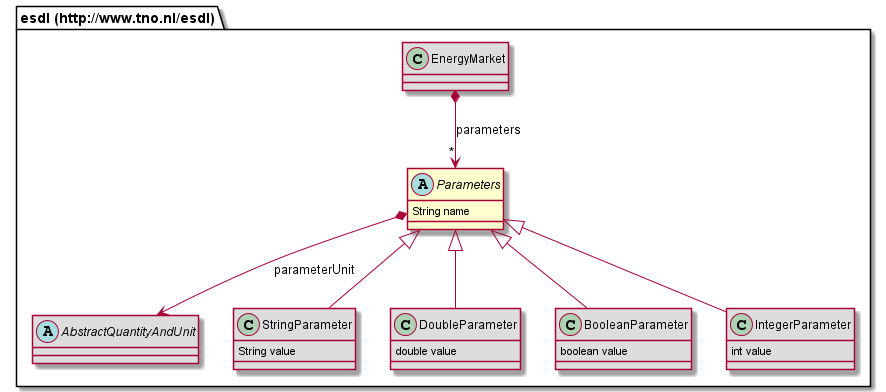 esdl (http://www.tno.nl/esdl)
C EnergyMarket
parameters
*
A Parameters
String name
parameterUnit
A AbstractQuantityAndUnit
C StringParameter
String value
C DoubleParameter
double value
C BooleanParameter
boolean value
C IntegerParameter
int value